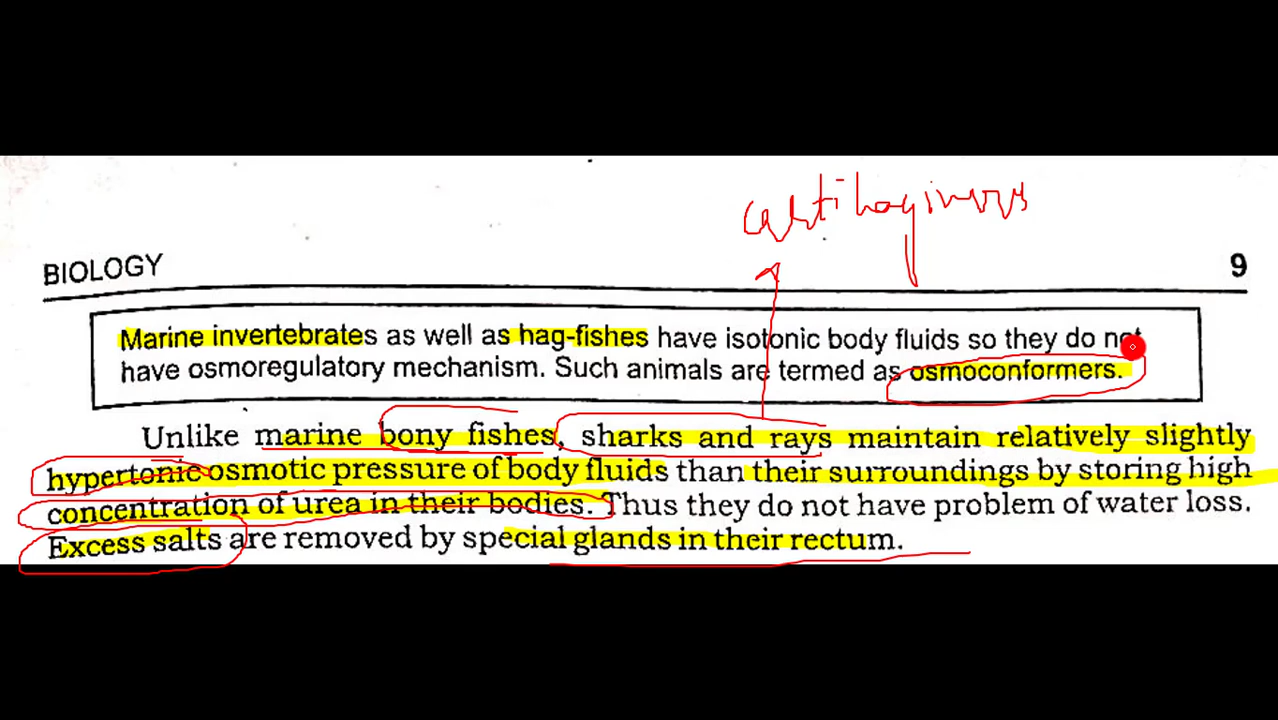 cartilaginous
BIOLOGY 9
Marine invertebrates as well as hag-fishes have isotonic body fluids so they do not
have osmoregulatory mechanism. Such animals are termed as osmoconformers.
Unlike marine bony fishes, sharks and rays maintain relatively slightly
hypertonic osmotic pressure of body fluids than their surroundings by storing high
concentration of urea in their bodies. Thus they do not have problem of water loss.
Excess salts are removed by special glands in their rectum.